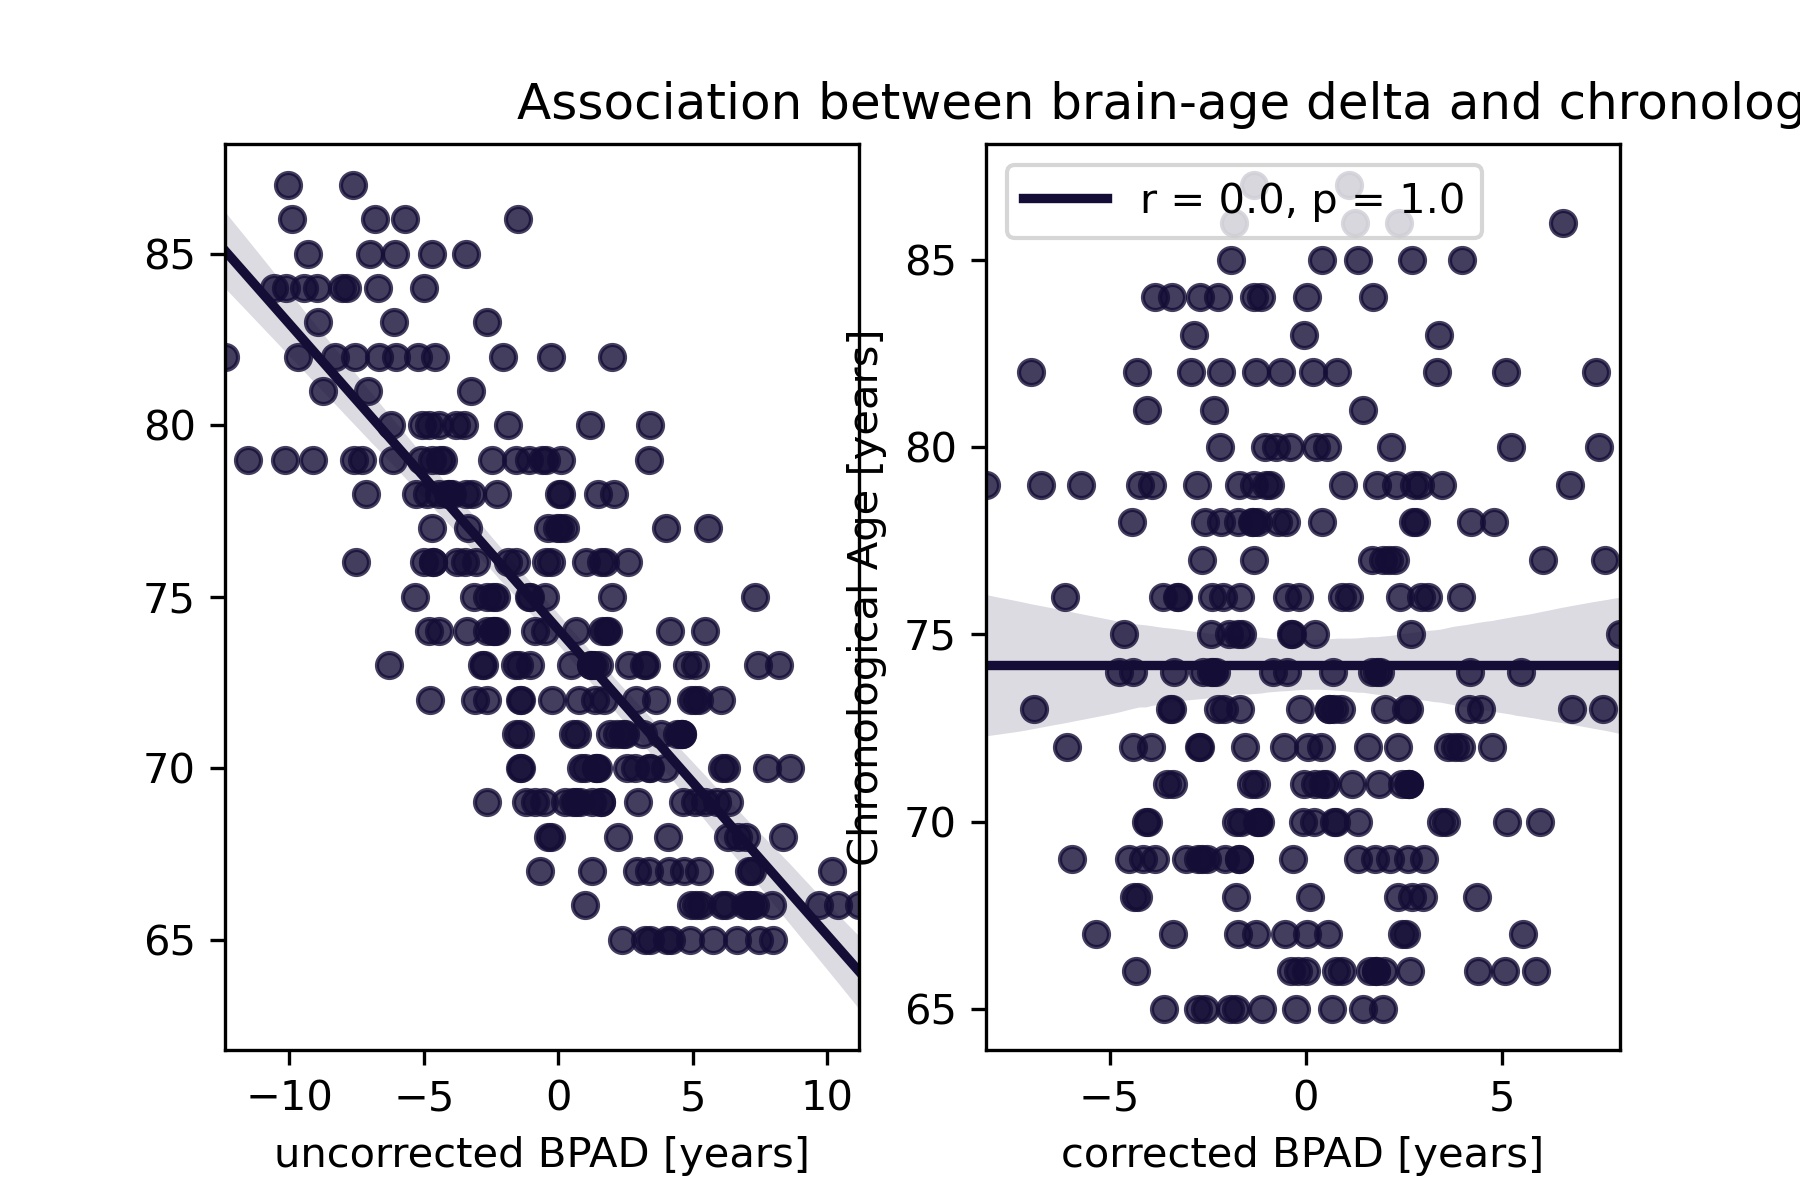 Association between brain-age delta and chronolog
85
80
75
70
65
−10 −5 0 5 10
uncorrected BPAD [years]
Chronological Age [years]
r = 0.0, p = 1.0
85
80
75
70
65
−5 0 5
corrected BPAD [years]